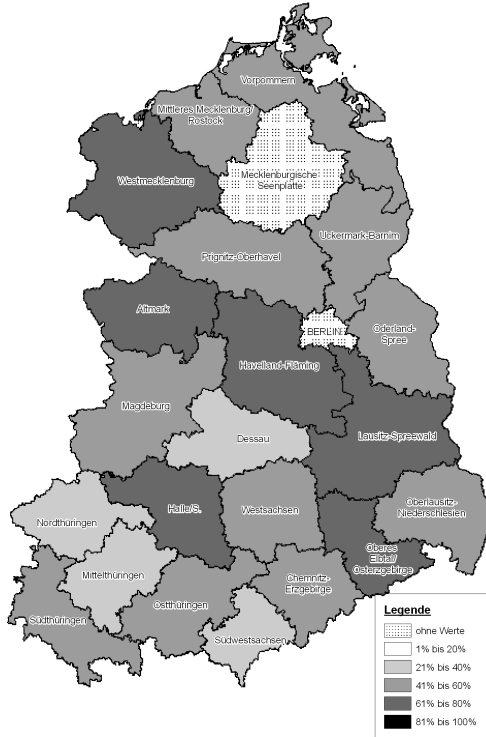 Vorpommern
Mittleres Mecklenburg/
Rostock
Westmecklenburg
Mecklenburgische
Seenplatte
Uckermark-Barnim
Prignitz-Oberhavel
Altmark
BERLIN
Oderland-
Spree
Havelland-Fläming
Magdeburg
Dessau
Lausitz-Spreewald
Nordthüringen
Halle/S.
Westsachsen
Oberlausitz-
Niederschlesien
Mittelthüringen
Oberes
Elbtal/
Osterzgebirge
Südthüringen
Ostthüringen
Chemnitz-
Erzgebirge
Südwestsachsen
Legende
ohne Werte
1% bis 20%
21% bis 40%
41% bis 60%
61% bis 80%
81% bis 100%